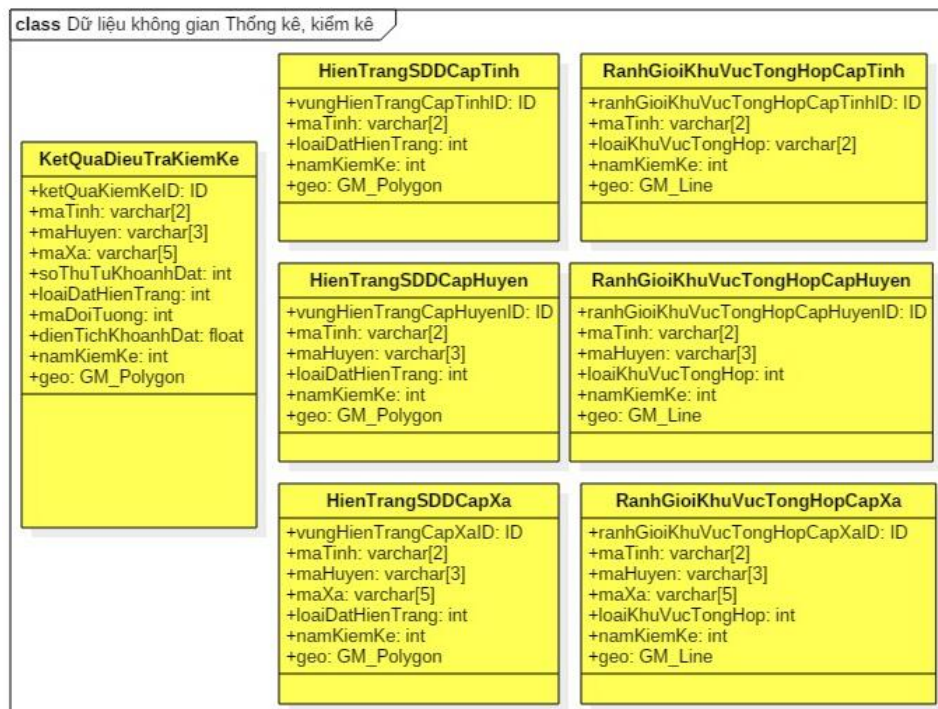 class Dữ liệu không gian Thống kê, kiểm kê
KetQuaDieuTraKiemKe
+ketQuaKiemKeID: ID
+maTinh: varchar[2]
+maHuyen: varchar[3]
+maXa: varchar[5]
+soThuTuKhoanhDat: int
+loaiDatHienTrang: int
+maDoiTuong: int
+dienTichKhoanhDat: float
+namKiemKe: int
+geo: GM_Polygon
HienTrangSDDCapTinh
+vungHienTrangCapTinhID: ID
+maTinh: varchar[2]
+loaiDatHienTrang: int
+namKiemKe: int
+geo: GM_Polygon
RanhGioiKhuVucTongHopCapTinh
+ranhGioiKhuVucTongHopCapTinhID: ID
+maTinh: varchar[2]
+loaiKhuVucTongHop: varchar[2]
+namKiemKe: int
+geo: GM_Line
HienTrangSDDCapHuyen
+vungHienTrangCapHuyenID: ID
+maTinh: varchar[2]
+maHuyen: varchar[3]
+loaiDatHienTrang: int
+namKiemKe: int
+geo: GM_Polygon
RanhGioiKhuVucTongHopCapHuyen
+ranhGioiKhuVucTongHopCapHuyenID: ID
+maTinh: varchar[2]
+maHuyen: varchar[3]
+loaiKhuVucTongHop: int
+namKiemKe: int
+geo: GM_Line
HienTrangSDDCapXa
+vungHienTrangCapXaID: ID
+maTinh: varchar[2]
+maHuyen: varchar[3]
+maXa: varchar[5]
+loaiDatHienTrang: int
+namKiemKe: int
+geo: GM_Polygon
RanhGioiKhuVucTongHopCapXa
+ranhGioiKhuVucTongHopCapXaID: ID
+maTinh: varchar[2]
+maHuyen: varchar[3]
+maXa: varchar[5]
+loaiKhuVucTongHop: int
+namKiemKe: int
+geo: GM_Line